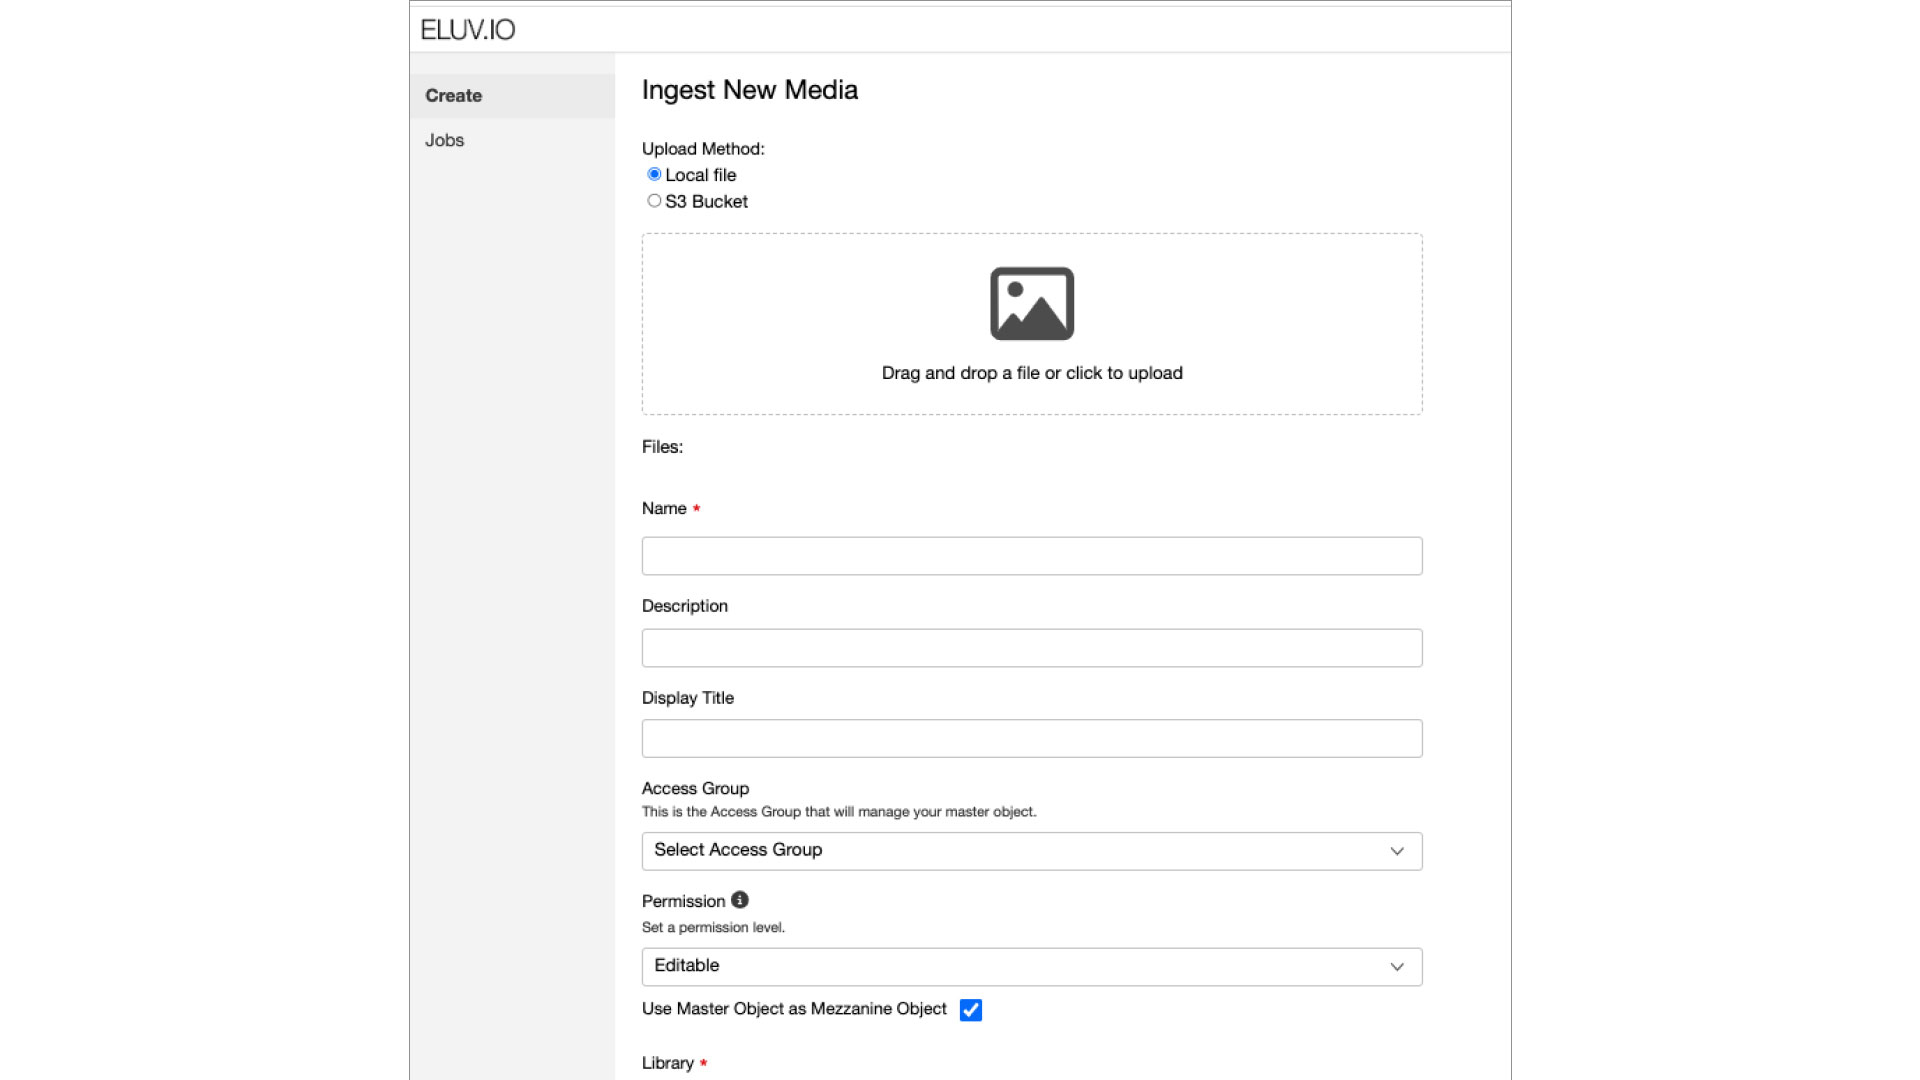 ELUV.IO
Create
Jobs
Ingest New Media
Upload Method:
Local file
S3 Bucket
Drag and drop a file or click to upload
Files:
Name *
Description
Display Title
Access Group
This is the Access Group that will manage your master object.
Select Access Group
Permission
Set a permission level.
Editable
Use Master Object as Mezzanine Object
Library *